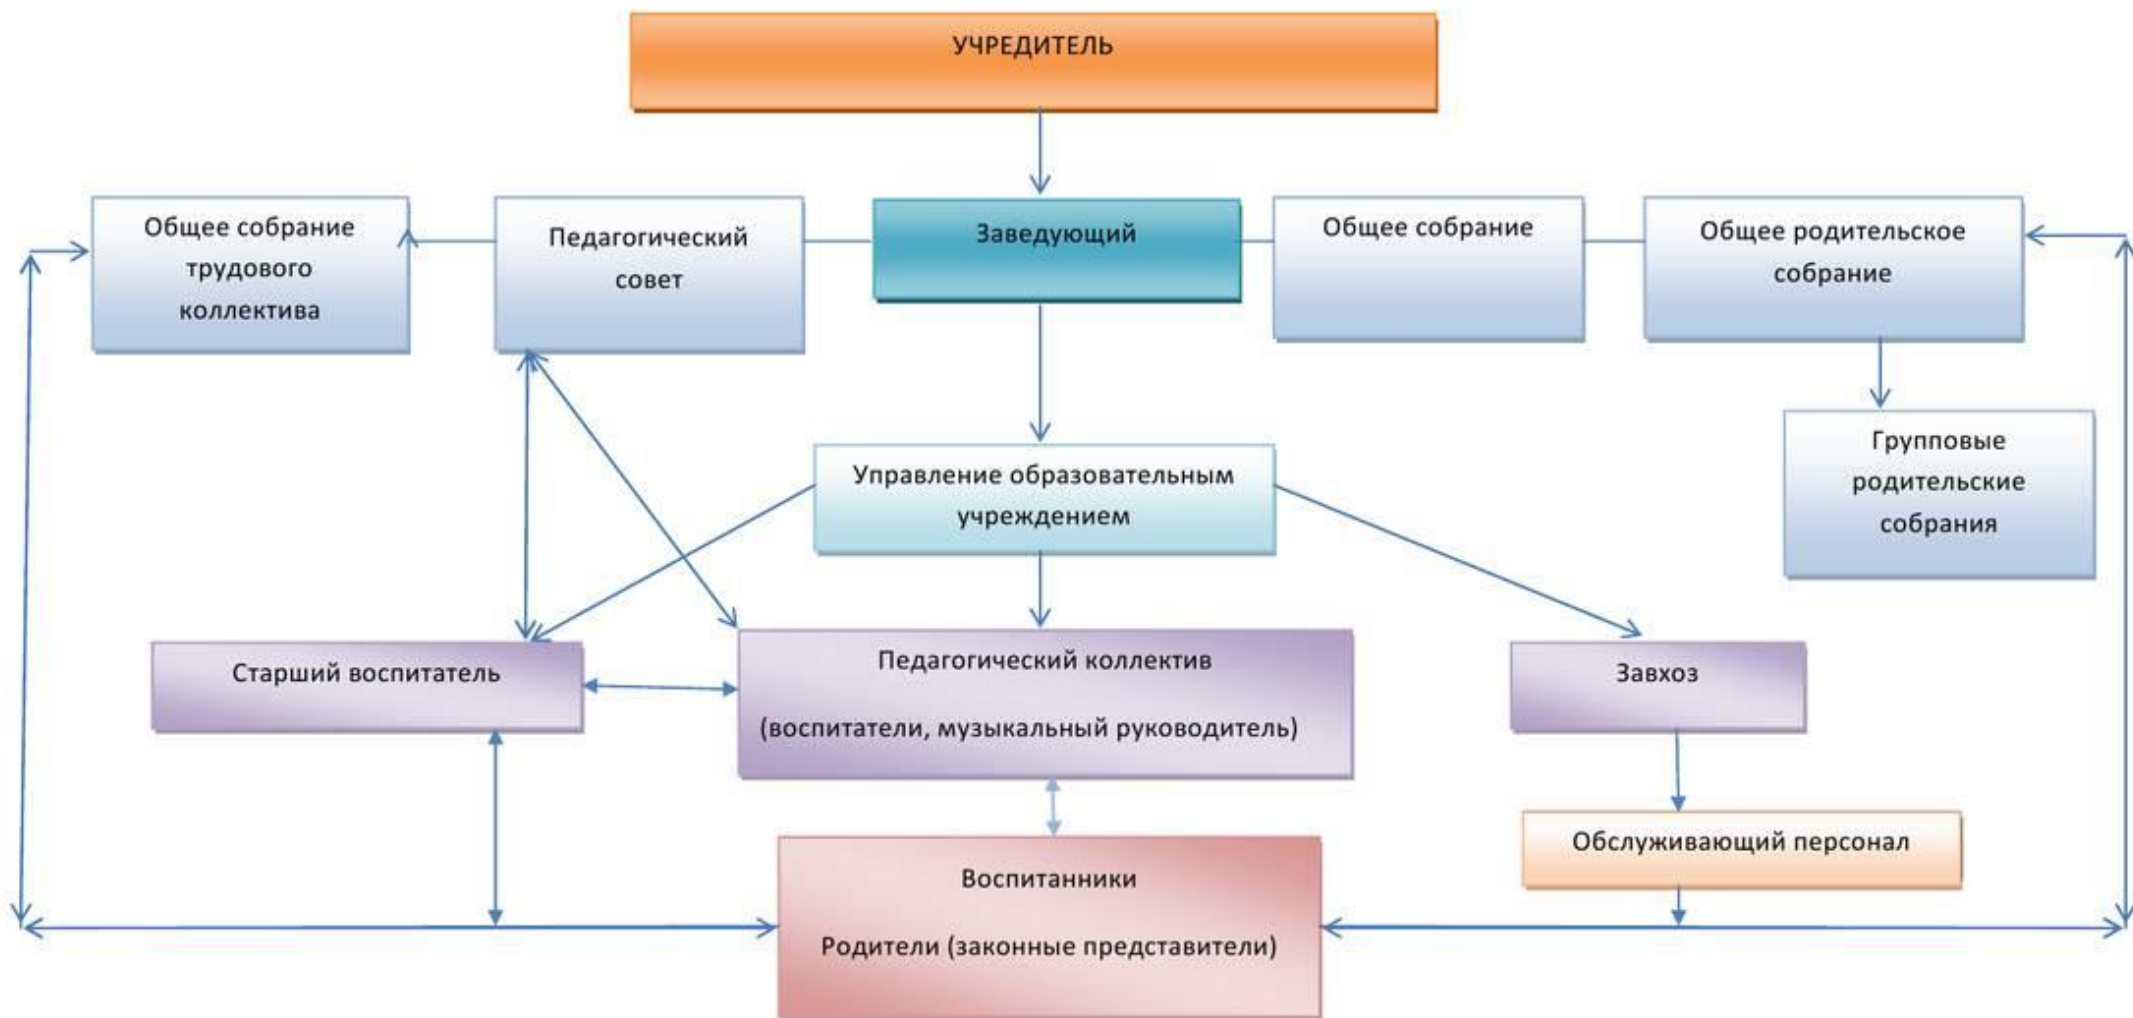 УЧРЕДИТЕЛЬ
Общее собрание
трудового
коллектива
Педагогический
совет
Заведующий
Общее собрание
Общее родительское
собрание
Групповые
родительские
собрания
Управление образовательным
учреждением
Старший воспитатель
Педагогический коллектив
(воспитатели, музыкальный руководитель)
Завхоз
Обслуживающий персонал
Воспитанники
Родители (законные представители)